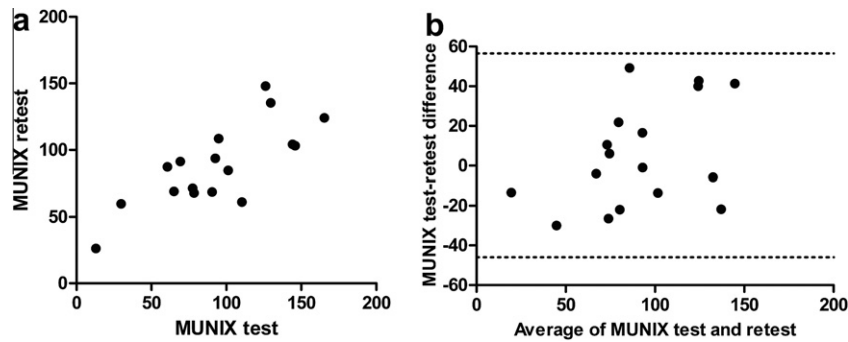 a
200
150
100
50
0
MUNIX retest
0 50 100 150 200
MUNIX test
b
60
40
20
0
-20
-40
-60
MUNIX test-retest difference
0 50 100 150 200
Average of MUNIX test and retest